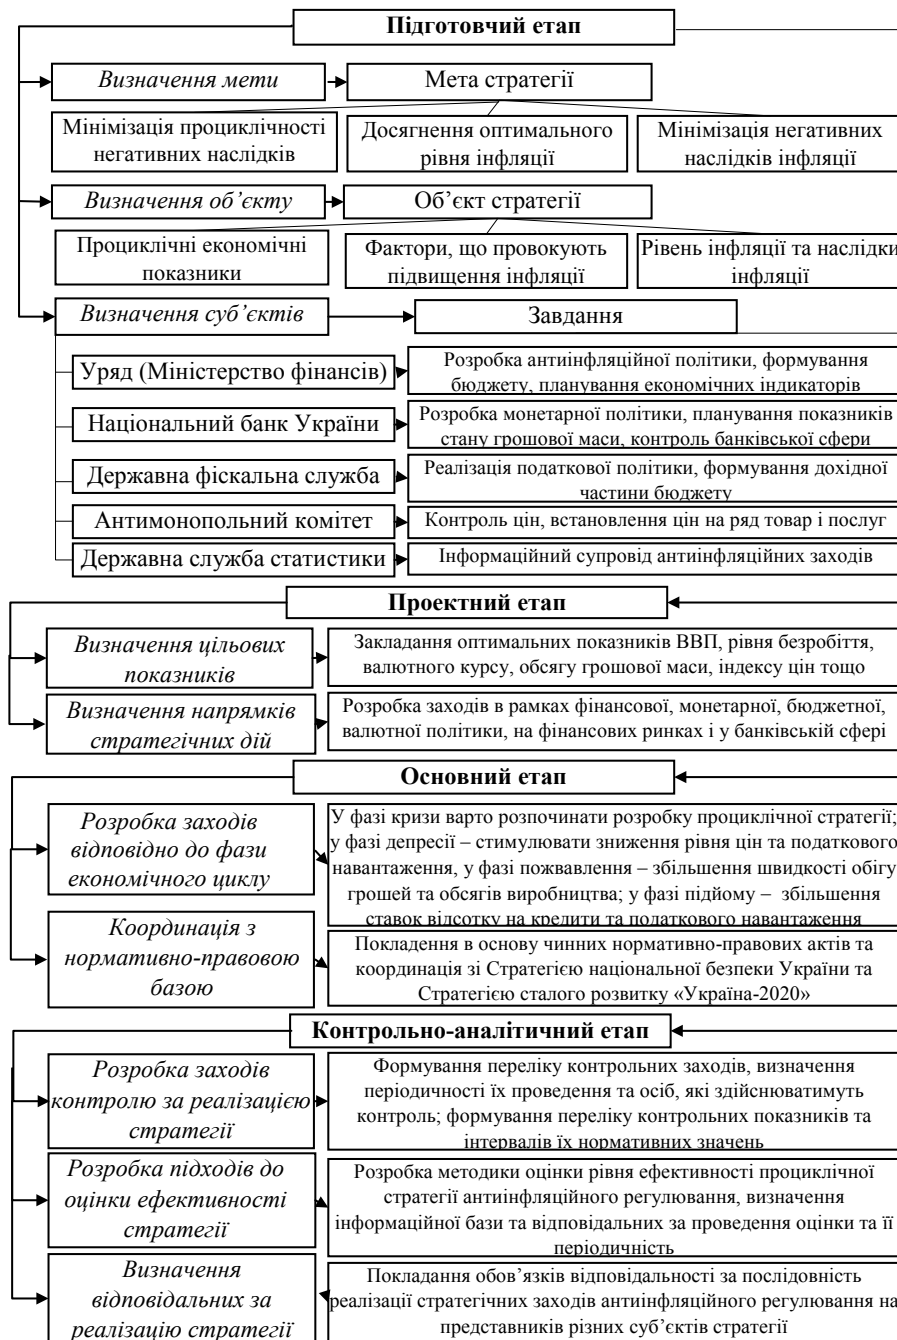 Підготовчий етап
Визначення мети
Мета стратегії
Мінімізація проциклічності
негативних наслідків
Досягнення оптимального
рівня інфляції
Мінімізація негативних
наслідків інфляції
Визначення об’єкту
Об’єкт стратегії
Проциклічні економічні
показники
Фактори, що провокують
підвищення інфляції
Рівень інфляції та наслідки
інфляції
Визначення суб’єктів
Завдання
Уряд (Міністерство фінансів)
Розробка антиінфляційної політики, формування
бюджету, планування економічних індикаторів
Національний банк України
Розробка монетарної політики, планування показників
стану грошової маси, контроль банківської сфери
Державна фіскальна служба
Реалізація податкової політики, формування дохідної
частини бюджету
Антимонопольний комітет
Контроль цін, встановлення цін на ряд товар і послуг
Державна служба статистики
Інформаційний супровід антиінфляційних заходів
Проектний етап
Визначення цільових
показників
Закладання оптимальних показників ВВП, рівня безробіття,
валютного курсу, обсягу грошової маси, індексу цін тощо
Визначення напрямків
стратегічних дій
Розробка заходів в рамках фінансової, монетарної, бюджетної,
валютної політики, на фінансових ринках і у банківській сфері
Основний етап
Розробка заходів
відповідно до фази
економічного циклу
У фазі кризи варто розпочинати розробку проциклічної стратегії;
у фазі депресії – стимулювати зниження рівня цін та податкового
навантаження, у фазі пожвавлення – збільшення швидкості обігу
грошей та обсягів виробництва; у фазі підйому – збільшення
ставок відсотку на кредити та податкового навантаження
Координація з
нормативно-правовою
базою
Покладення в основу чинних нормативно-правових актів та
координація зі Стратегією національної безпеки України та
Стратегією сталого розвитку «Україна-2020»
Контрольно-аналітичний етап
Розробка заходів
контролю за реалізацією
стратегії
Формування переліку контрольних заходів, визначення
періодичності їх проведення та осіб, які здійснюватимуть
контроль; формування переліку контрольних показників та
інтервалів їх нормативних значень
Розробка підходів до
оцінки ефективності
стратегії
Розробка методики оцінки рівня ефективності проциклічної
стратегії антиінфляційного регулювання, визначення
інформаційної бази та відповідальних за проведення оцінки та її
періодичність
Визначення
відповідальних за
реалізацію стратегії
Покладання обов’язків відповідальності за послідовність
реалізації стратегічних заходів антиінфляційного регулювання на
представників різних суб’єктів стратегії